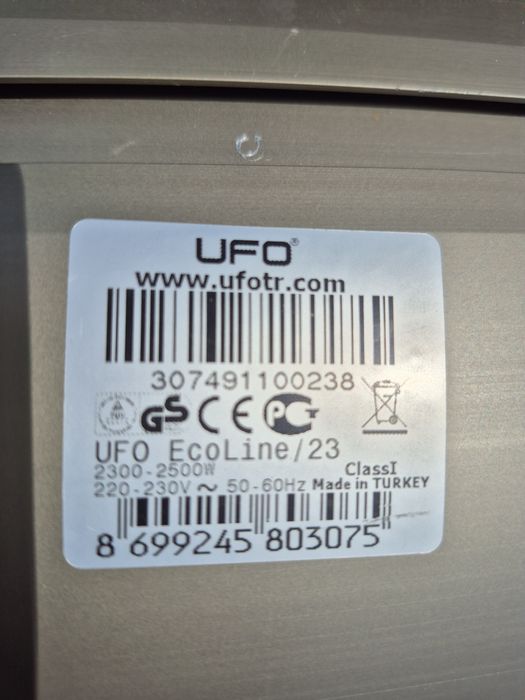 UFO®
www.ufotr.com
307491100238
GS CE PCT
UFO EcoLine/23
2300-2500W ClassI
220-230V ~ 50-60Hz Made in TURKEY
8 699245 803075